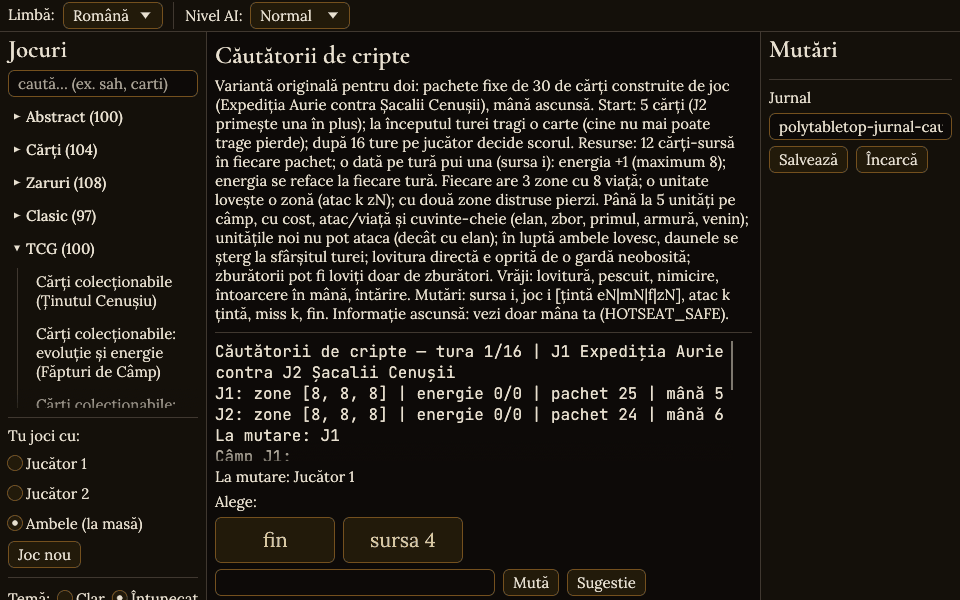 Limbă: Română ▼ Nivel AI: Normal ▼
Jocuri
caută... (ex. sah, carti)
▸ Abstract (100)
▸ Cărți (104)
▸ Zaruri (108)
▸ Clasic (97)
▾ TCG (100)
Cărți colecționabile
(Ținutul Cenușiu)
Cărți colecționabile:
evoluție și energie
(Făpturi de Câmp)
Cărți colecționabile:
Tu joci cu:
Jucător 1
Jucător 2
Ambele (la masă)
Joc nou
Temă: Clar Întunecat
Căutătorii de cripte
Variantă originală pentru doi: pachete fixe de 30 de cărți construite de joc
(Expediția Aurie contra Șacalii Cenușii), mână ascunsă. Start: 5 cărți (J2
primește una în plus); la începutul turei tragi o carte (cine nu mai poate
trage pierde); după 16 ture pe jucător decide scorul. Resurse: 12 cărți-sursă
în fiecare pachet; o dată pe tură pui una (sursa i): energia +1 (maximum 8);
energia se reface la fiecare tură. Fiecare are 3 zone cu 8 viață; o unitate
lovește o zonă (atac k zN); cu două zone distruse pierzi. Până la 5 unități pe
câmp, cu cost, atac/viață și cuvinte-cheie (elan, zbor, primul, armură, venin);
unitățile noi nu pot ataca (decât cu elan); în luptă ambele lovesc, daunele se
șterg la sfârșitul turei; lovitura directă e oprită de o gardă neobosită;
zburătorii pot fi loviți doar de zburători. Vrăji: lovitură, pescuit, nimicire,
întoarcere în mână, întărire. Mutări: sursa i, joc i [țintă eN|mN|f|zN], atac k
țintă, miss k, fin. Informație ascunsă: vezi doar mâna ta (HOTSEAT_SAFE).
Căutătorii de cripte — tura 1/16 | J1 Expediția Aurie
contra J2 Șacalii Cenușii
J1: zone [8, 8, 8] | energie 0/0 | pachet 25 | mână 5
J2: zone [8, 8, 8] | energie 0/0 | pachet 24 | mână 6
La mutare: J1
Câmp J1:
La mutare: Jucător 1
Alege:
fin sursa 4
Mută Sugestie
Mutări
Jurnal
polytabletop-jurnal-cau
Salvează Încarcă